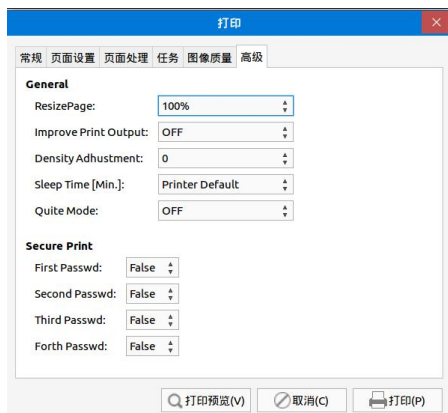 打印
常规 页面设置 页面处理 任务 图像质量 高级
General
ResizePage: 100%
Improve Print Output: OFF
Density Adhustment: 0
Sleep Time [Min.]: Printer Default
Quite Mode: OFF
Secure Print
First Passwd: False
Second Passwd: False
Third Passwd: False
Forth Passwd: False
打印预览(V) 取消(C) 打印(P)